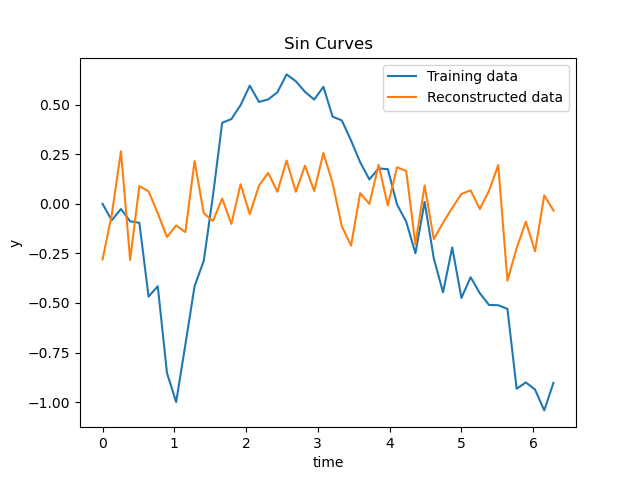 Sin Curves
Training data
Reconstructed data
0.50
0.25
0.00
−0.25
−0.50
−0.75
−1.00
y
0 1 2 3 4 5 6
time